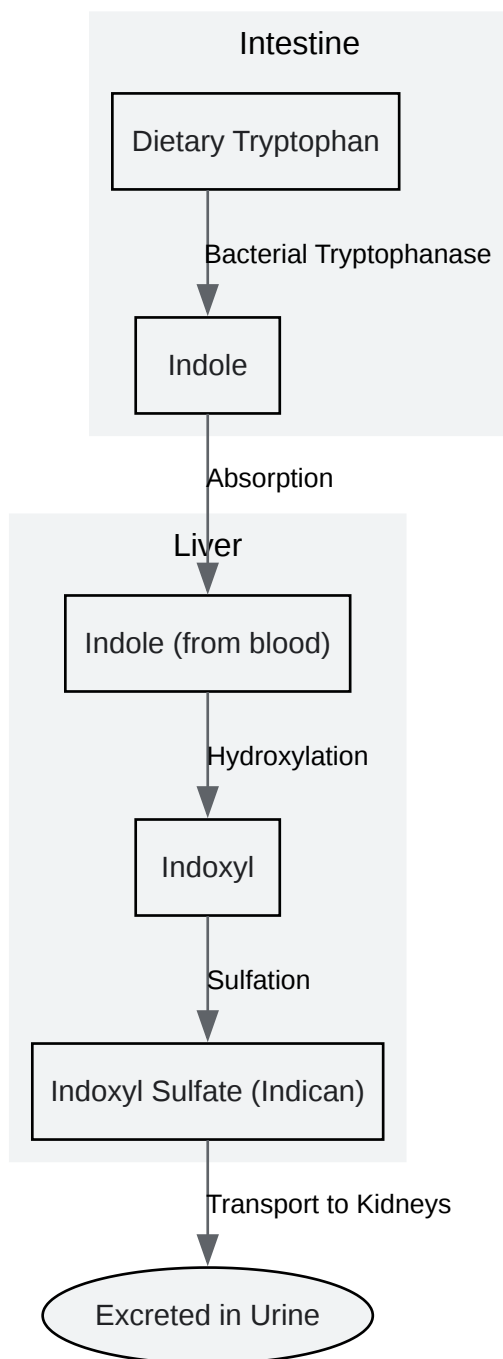 Intestine
Dietary Tryptophan
Bacterial Tryptophanase
Indole
Absorption
Liver
Indole (from blood)
Hydroxylation
Indoxyl
Sulfation
Indoxyl Sulfate (Indican)
Transport to Kidneys
Excreted in Urine